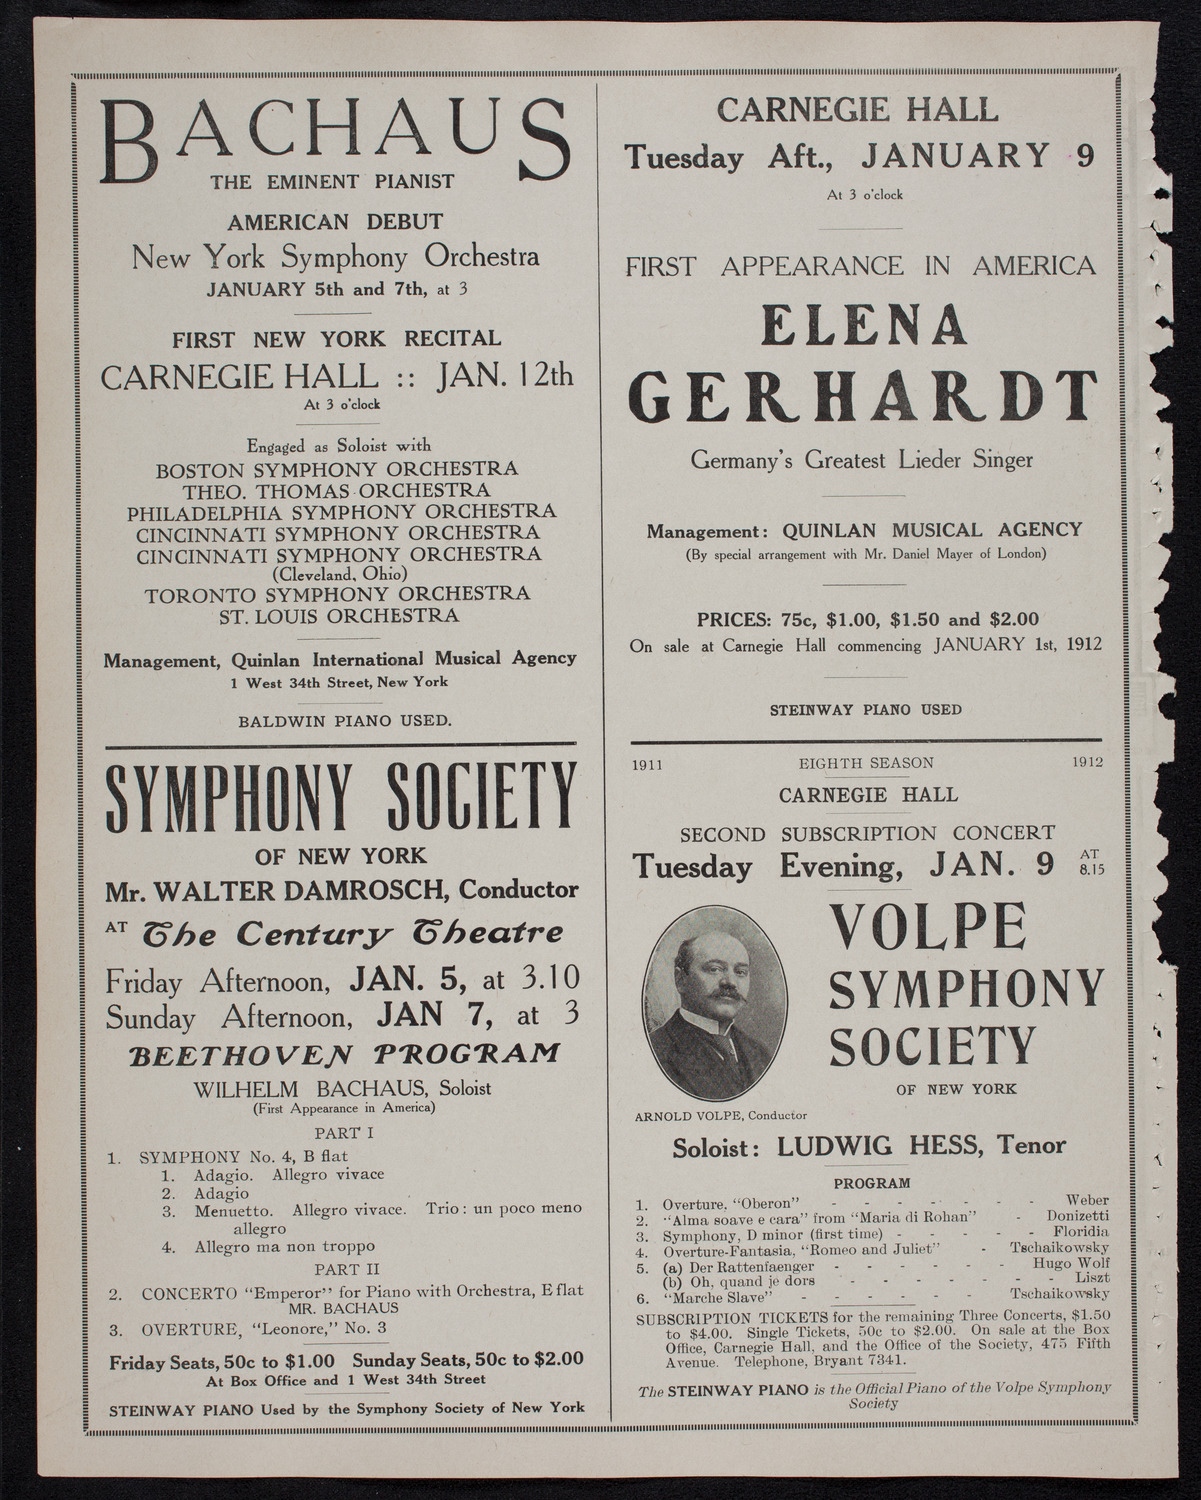 BACHAUS
THE EMINENT PIANIST
AMERICAN DEBUT
New York Symphony Orchestra
JANUARY 5th and 7th, at 3
FIRST NEW YORK RECITAL
CARNEGIE HALL :: JAN. 12th
At 3 o'clock
Engaged as Soloist with
BOSTON SYMPHONY ORCHESTRA
THEO. THOMAS ORCHESTRA
PHILADELPHIA SYMPHONY ORCHESTRA
CINCINNATI SYMPHONY ORCHESTRA
CINCINNATI SYMPHONY ORCHESTRA
(Cleveland, Ohio)
TORONTO SYMPHONY ORCHESTRA
ST. LOUIS ORCHESTRA
Management, Quinlan International Musical Agency
1 West 34th Street, New York
BALDWIN PIANO USED.
SYMPHONY SOCIETY
OF NEW YORK
Mr. WALTER DAMROSCH, Conductor
AT The Century Theatre
Friday Afternoon, JAN. 5, at 3.10
Sunday Afternoon, JAN 7, at 3
BEETHOVEN PROGRAM
WILHELM BACHAUS, Soloist
(First Appearance in America)
PART I
1. SYMPHONY No. 4, B flat
1. Adagio. Allegro vivace
2. Adagio
3. Menuetto. Allegro vivace. Trio: un poco meno
allegro
4. Allegro ma non troppo
PART II
2. CONCERTO "Emperor" for Piano with Orchestra, E flat
MR. BACHAUS
3. OVERTURE, "Leonore," No. 3
Friday Seats, 50c to $1.00 Sunday Seats, 50c to $2.00
At Box Office and 1 West 34th Street
STEINWAY PIANO Used by the Symphony Society of New York
CARNEGIE HALL
Tuesday Aft., JANUARY 9
At 3 o'clock
FIRST APPEARANCE IN AMERICA
ELENA
GERHARDT
Germany's Greatest Lieder Singer
Management: QUINLAN MUSICAL AGENCY
(By special arrangement with Mr. Daniel Mayer of London)
PRICES: 75c, $1.00, $1.50 and $2.00
On sale at Carnegie Hall commencing JANUARY 1st, 1912
STEINWAY PIANO USED
1911 EIGHTH SEASON 1912
CARNEGIE HALL
SECOND SUBSCRIPTION CONCERT
Tuesday Evening, JAN. 9 AT 8.15
VOLPE
SYMPHONY
SOCIETY
OF NEW YORK
ARNOLD VOLPE, Conductor
Soloist: LUDWIG HESS, Tenor
PROGRAM
1. Overture, "Oberon" - - - - - - - Weber
2. "Alma soave e cara" from "Maria di Rohan" - Donizetti
3. Symphony, D minor (first time) - - - - - Floridia
4. Overture-Fantasia, "Romeo and Juliet" - Tschaikowsky
5. (a) Der Rattenfaenger - - - - - - Hugo Wolf
(b) Oh, quand je dors - - - - - - - Liszt
6. "Marche Slave" - - - - - - Tschaikowsky
SUBSCRIPTION TICKETS for the remaining Three Concerts, $1.50
to $4.00. Single Tickets, 50c to $2.00. On sale at the Box
Office, Carnegie Hall, and the Office of the Society, 475 Fifth
Avenue. Telephone, Bryant 7341.
The STEINWAY PIANO is the Official Piano of the Volpe Symphony
Society